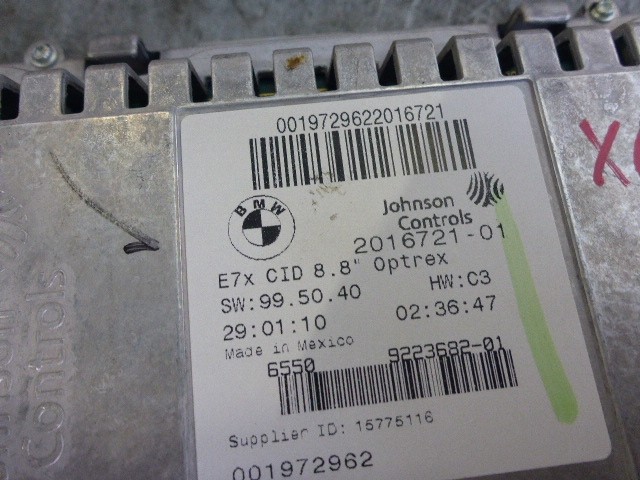 0019729622016721
BMW
Johnson
Controls
2016721-01
E7x CID 8.8" Optrex
SW:99.50.40 HW:C3
29:01:10 02:36:47
Made in Mexico
6550 9223682-01
Supplier ID: 15775116
001972962
Controls